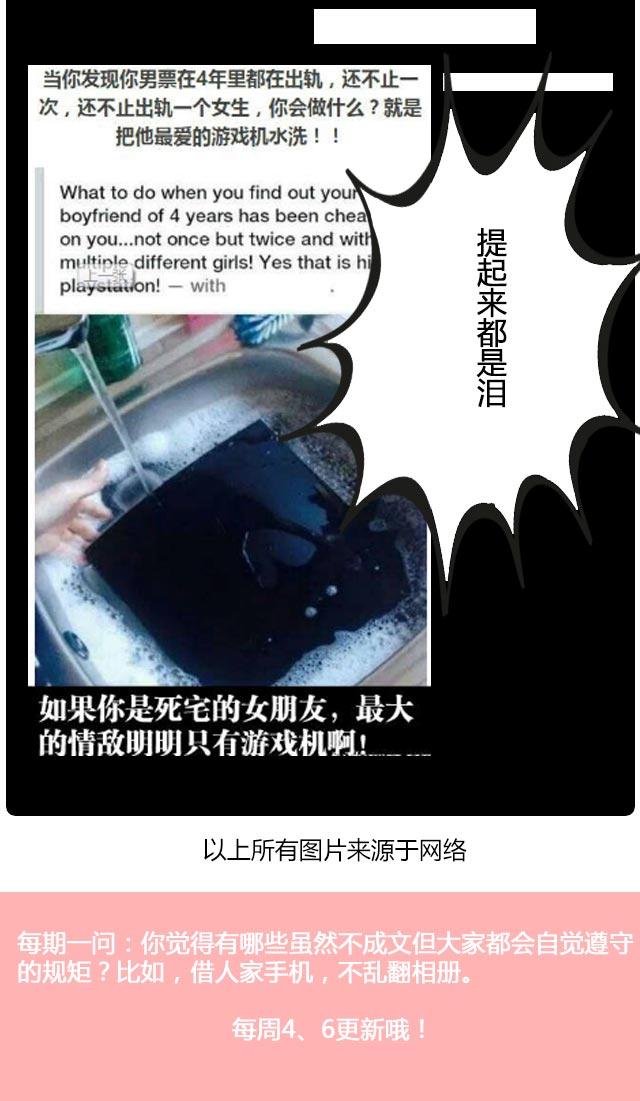 当你发现你男票在4年里都在出轨，还不止一
次，还不止出轨一个女生，你会做什么？就是
把他最爱的游戏机水洗！！
What to do when you find out your
boyfriend of 4 years has been chea
on you...not once but twice and with
multiple different girls! Yes that is hi
playstation! — with .
上一张
提起来都是泪
如果你是死宅的女朋友，最大
的情敌明明只有游戏机啊！
以上所有图片来源于网络
每期一问：你觉得有哪些虽然不成文但大家都会自觉遵守
的规矩？比如，借人家手机，不乱翻相册。
每周4、6更新哦！